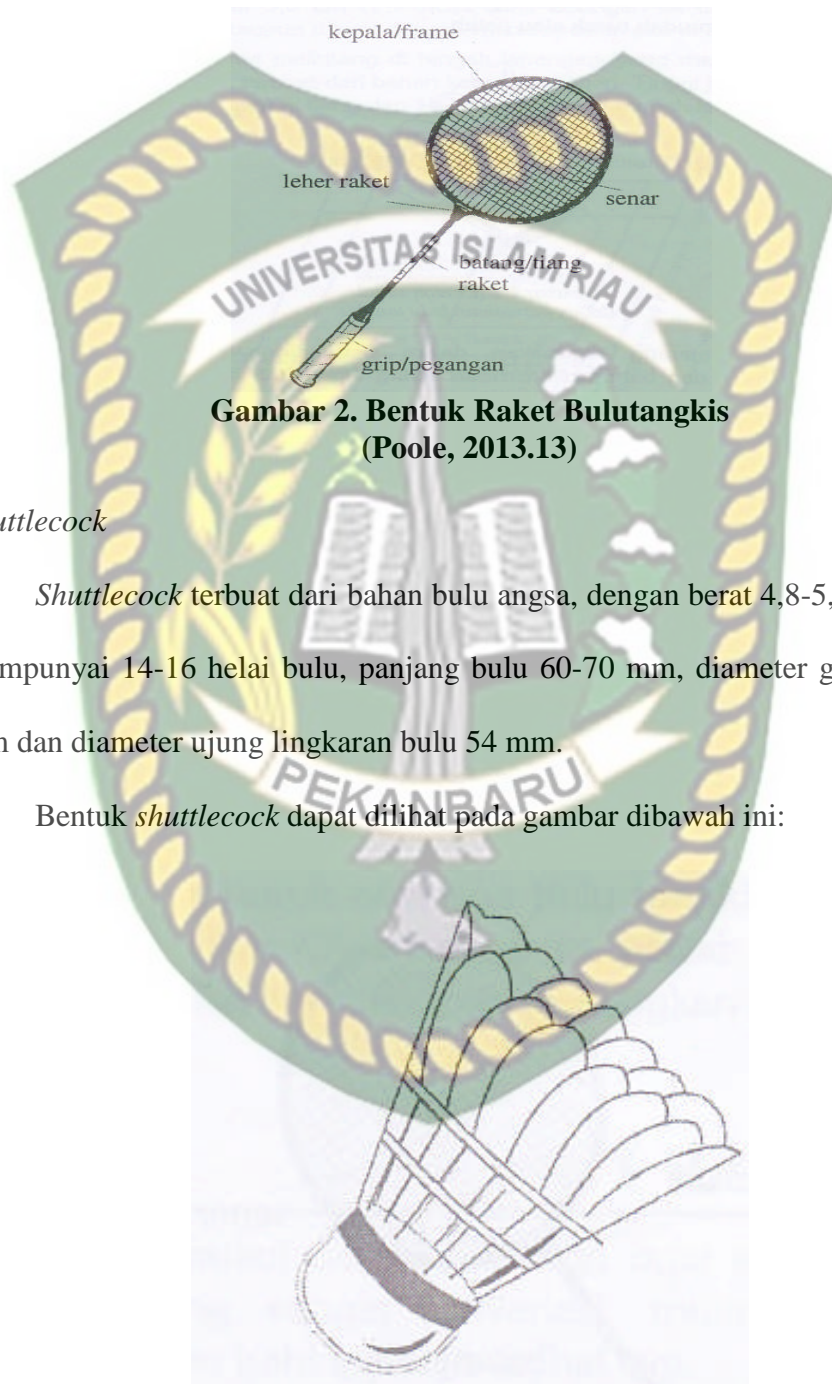 kepala/frame
leher raket
senar
UNIVERSITAS ISLAM RIAU
batang/tiang
raket
grip/pegangan
Gambar 2. Bentuk Raket Bulutangkis
(Poole, 2013.13)
uttlecock
Shuttlecock terbuat dari bahan bulu angsa, dengan berat 4,8-5,
mpunyai 14-16 helai bulu, panjang bulu 60-70 mm, diameter g
n dan diameter ujung lingkaran bulu 54 mm.
PEKANBARU
Bentuk shuttlecock dapat dilihat pada gambar dibawah ini: